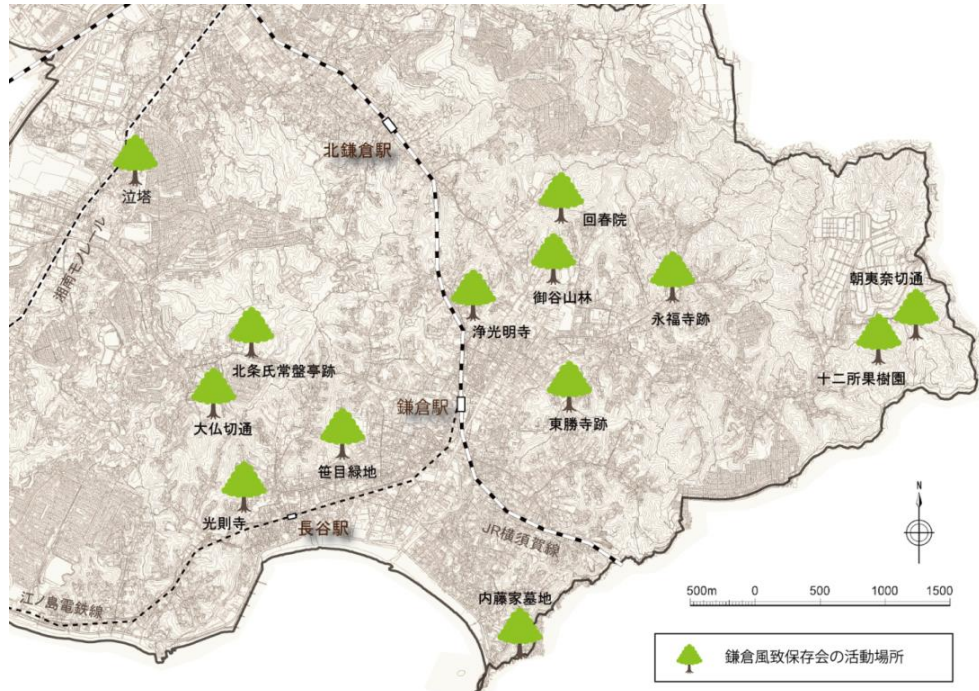 北鎌倉駅
泣塔
湘南モノレール
回春院
御谷山林
永福寺跡
朝夷奈切通
浄光明寺
十二所果樹園
北条氏常盤亭跡
大仏切通
鎌倉駅
東勝寺跡
笹目緑地
光則寺
長谷駅
JR横須賀線
江ノ島電鉄線
内藤家墓地
N
500m 0 500 1000 1500
鎌倉風致保存会の活動場所